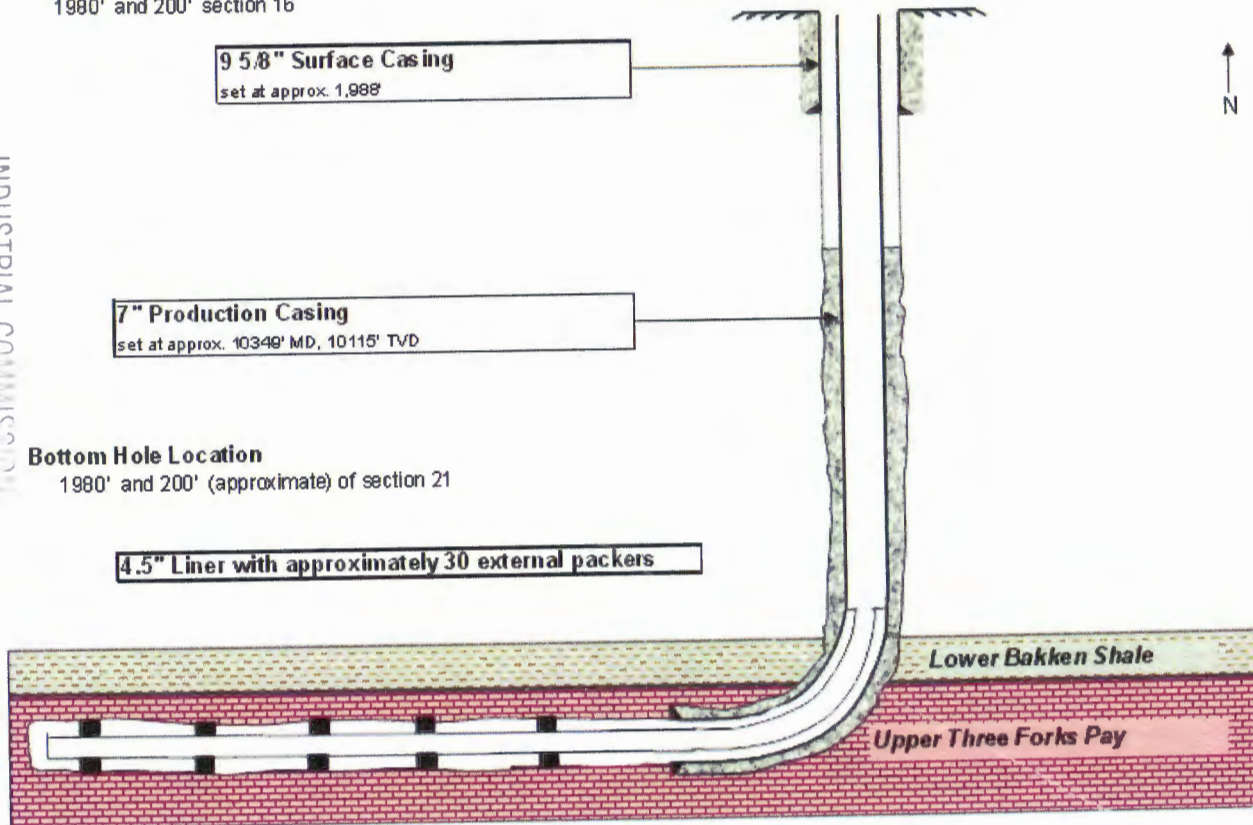 1980' and 200' section 16
9 5/8" Surface Casing
set at approx. 1,988'
N
INDUSTRIAL COMMISSION
7" Production Casing
set at approx. 10349' MD, 10115' TVD
Bottom Hole Location
1980' and 200' (approximate) of section 21
4.5" Liner with approximately 30 external packers
Lower Bakken Shale
Upper Three Forks Pay